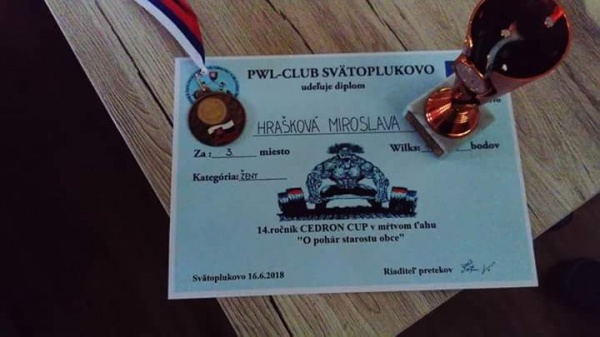 PWL-CLUB SVÄTOPLUKOVO
udeľuje diplom
HRAŠKOVÁ MIROSLAVA
Za : 3. miesto
Wilks: bodov
Kategória: ŽENY
14.ročník CEDRON CUP v mŕtvom ťahu
"O pohár starostu obce"
Svätoplukovo 16.6.2018
Riaditeľ pretekov